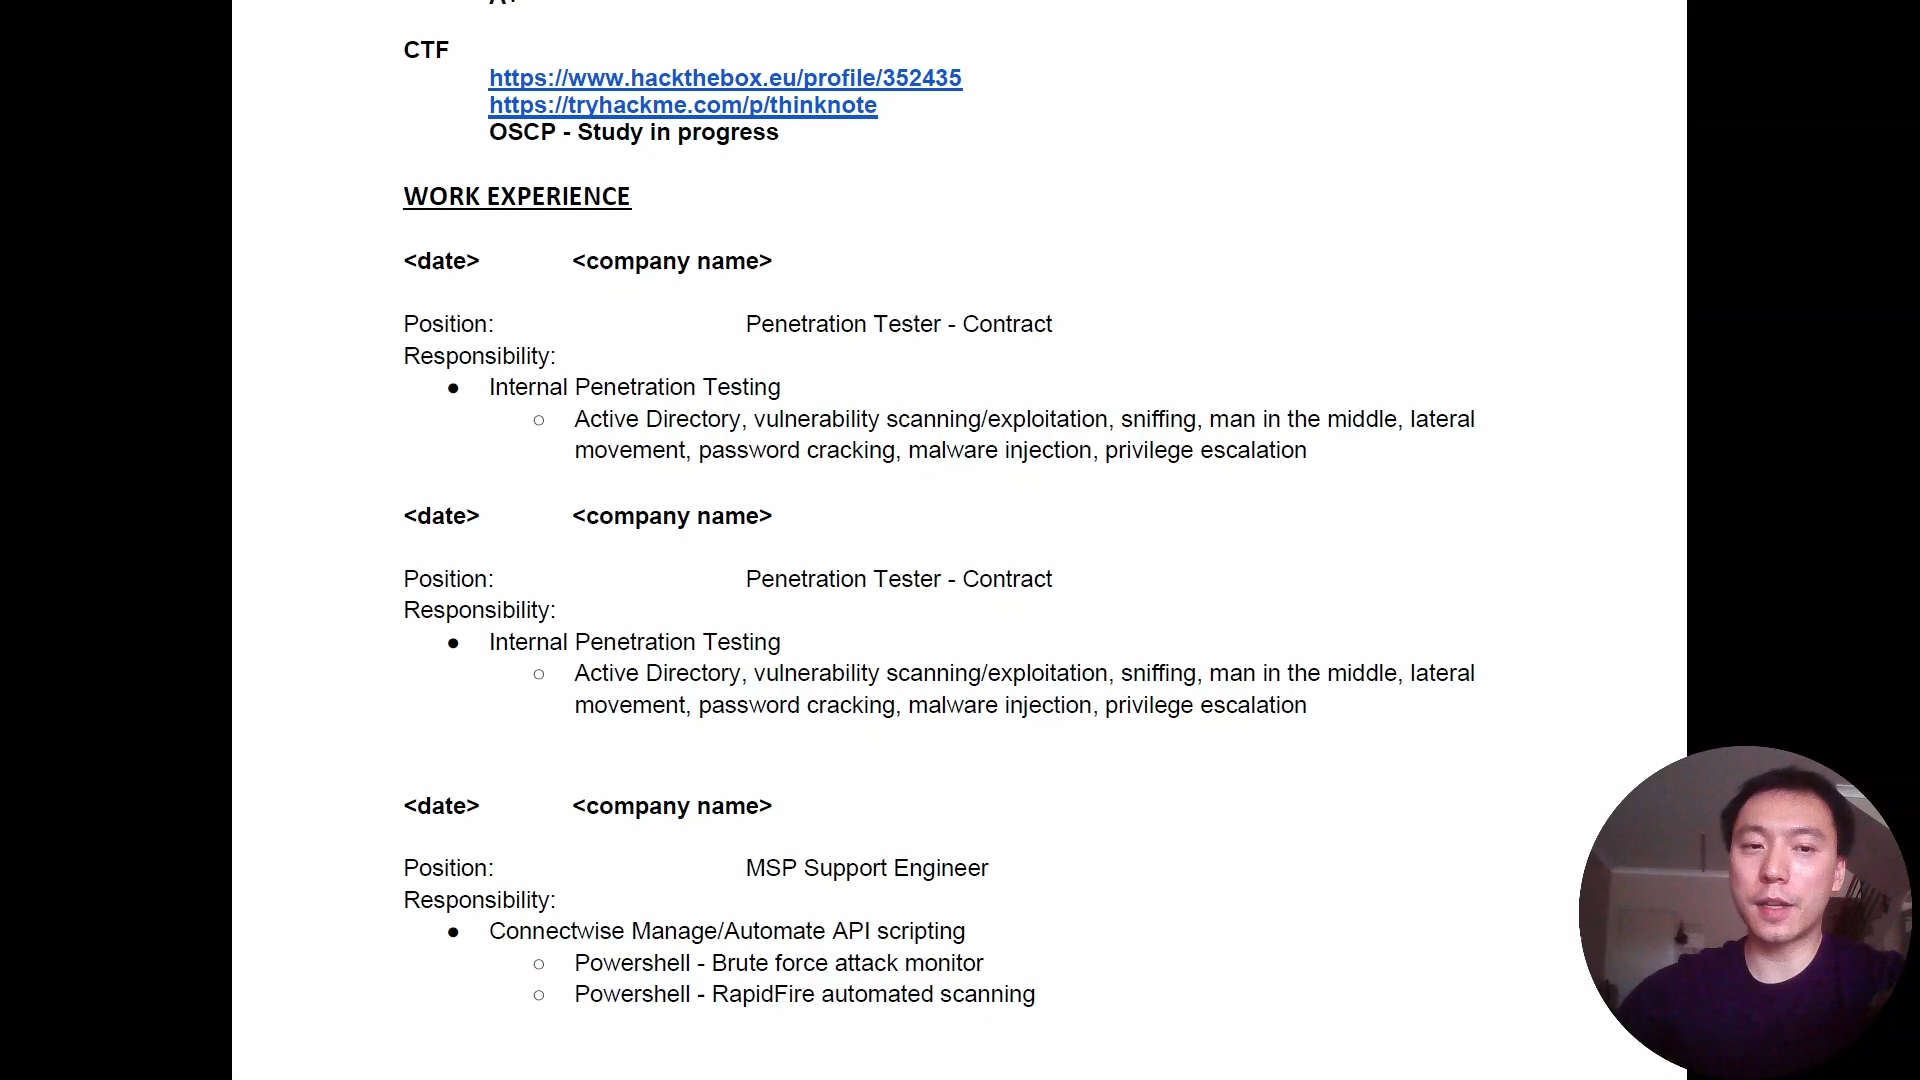 CTF
https://www.hackthebox.eu/profile/352435
https://tryhackme.com/p/thinknote
OSCP - Study in progress
WORK EXPERIENCE
<date> <company name>
Position: Penetration Tester - Contract
Responsibility:
● Internal Penetration Testing
○ Active Directory, vulnerability scanning/exploitation, sniffing, man in the middle, lateral
movement, password cracking, malware injection, privilege escalation
<date> <company name>
Position: Penetration Tester - Contract
Responsibility:
● Internal Penetration Testing
○ Active Directory, vulnerability scanning/exploitation, sniffing, man in the middle, lateral
movement, password cracking, malware injection, privilege escalation
<date> <company name>
Position: MSP Support Engineer
Responsibility:
● Connectwise Manage/Automate API scripting
○ Powershell - Brute force attack monitor
○ Powershell - RapidFire automated scanning